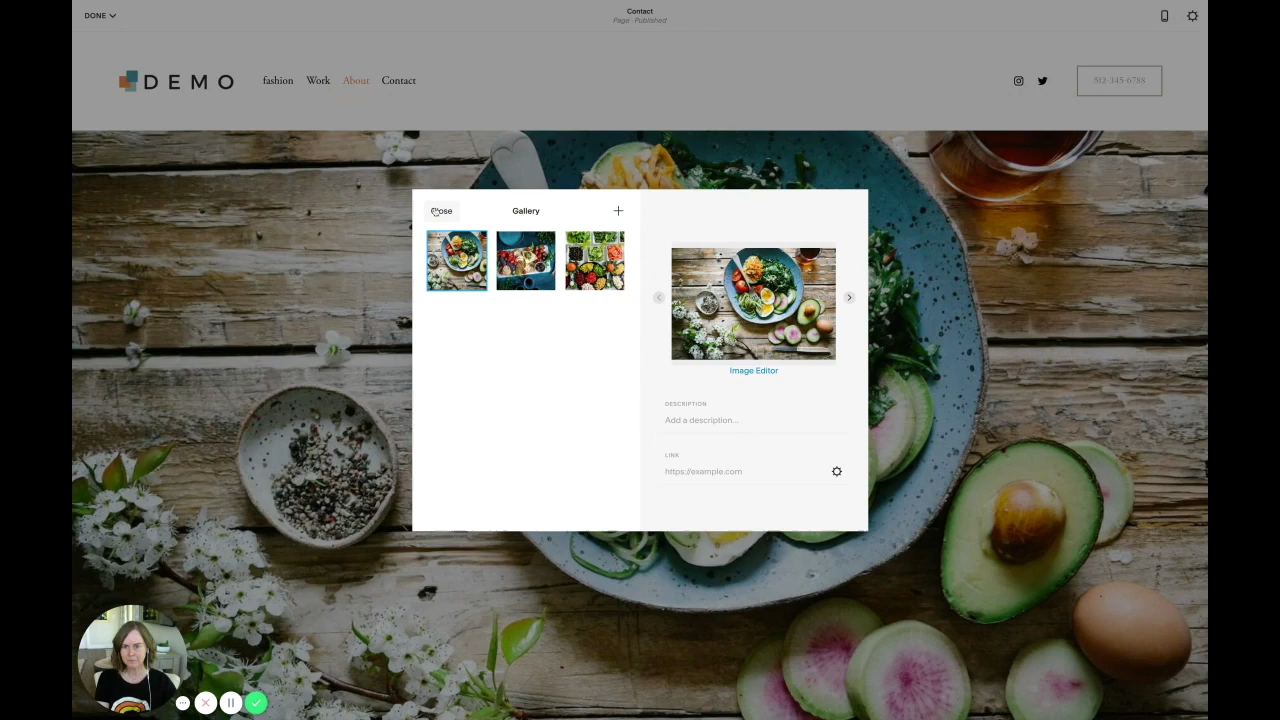 DONE
Contact
Page · Published
DEMO
fashion Work About Contact
512-345-6788
Close
Gallery
Image Editor
DESCRIPTION
Add a description...
LINK
https://example.com